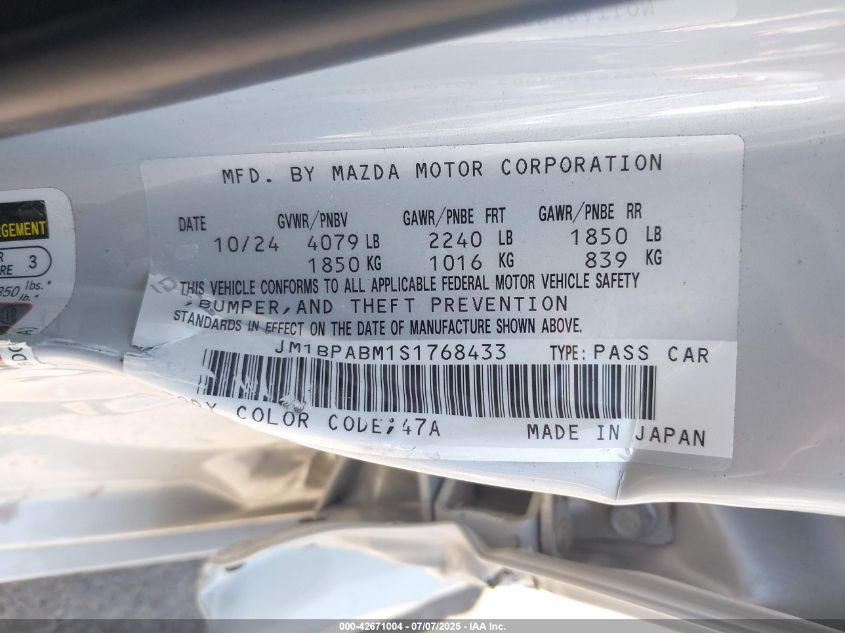 MFD. BY MAZDA MOTOR CORPORATION
DATE GVWR/PNBV GAWR/PNBE FRT GAWR/PNBE RR
10/24 4079 LB 2240 LB 1850 LB
1850 KG 1016 KG 839 KG
THIS VEHICLE CONFORMS TO ALL APPLICABLE FEDERAL MOTOR VEHICLE SAFETY
, BUMPER, AND THEFT PREVENTION
STANDARDS IN EFFECT ON THE DATE OF MANUFACTURE SHOWN ABOVE.
JM1BPABM1S1768433 TYPE: PASS CAR
COLOR CODE; 47A MADE IN JAPAN
RGEMENT
3
lbs.*
000-42671004 - 07/07/2025 - IAA Inc.